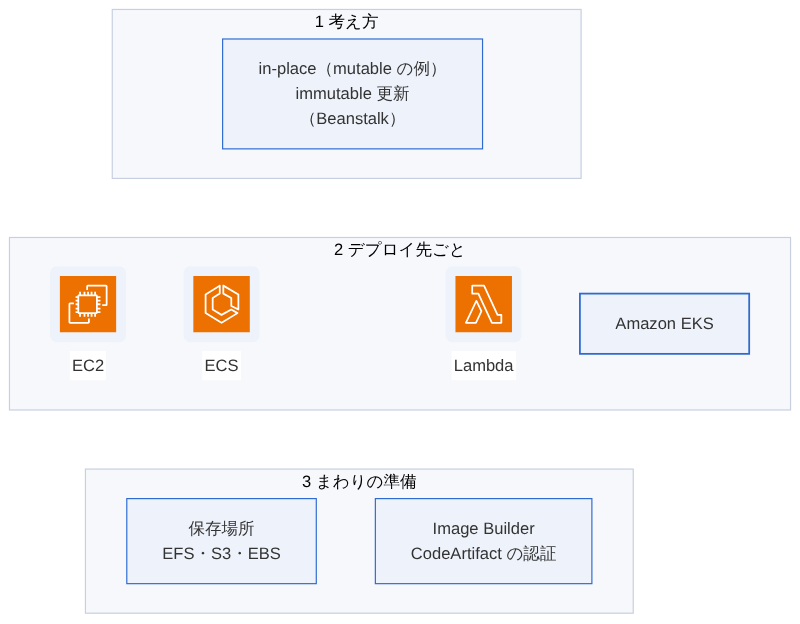 1 考え方
in-place（mutable の例）
immutable 更新
（Beanstalk）
2 デプロイ先ごと
EC2
ECS
Lambda
Amazon EKS
3 まわりの準備
保存場所
EFS・S3・EBS
Image Builder
CodeArtifact の認証